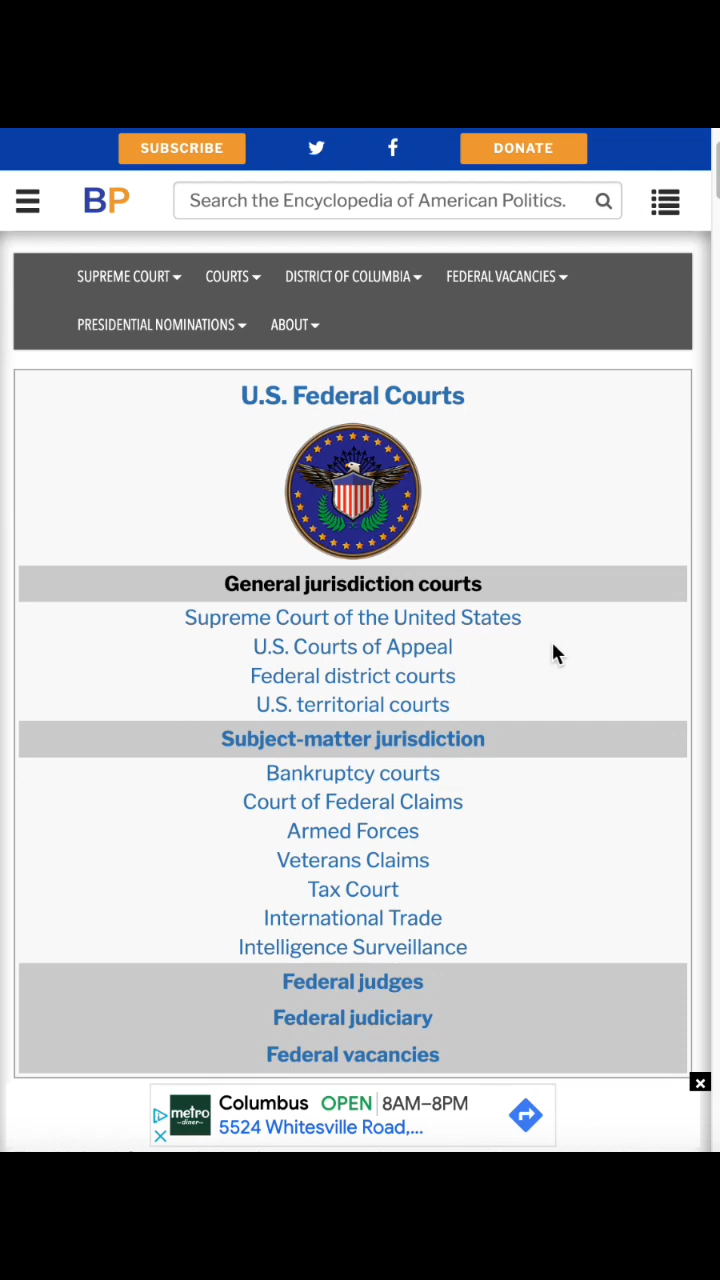 SUBSCRIBE DONATE
BP Search the Encyclopedia of American Politics.
SUPREME COURT COURTS DISTRICT OF COLUMBIA FEDERAL VACANCIES
PRESIDENTIAL NOMINATIONS ABOUT
U.S. Federal Courts
General jurisdiction courts
Supreme Court of the United States
U.S. Courts of Appeal
Federal district courts
U.S. territorial courts
Subject-matter jurisdiction
Bankruptcy courts
Court of Federal Claims
Armed Forces
Veterans Claims
Tax Court
International Trade
Intelligence Surveillance
Federal judges
Federal judiciary
Federal vacancies
metro Columbus OPEN 8AM–8PM
diner 5524 Whitesville Road,...